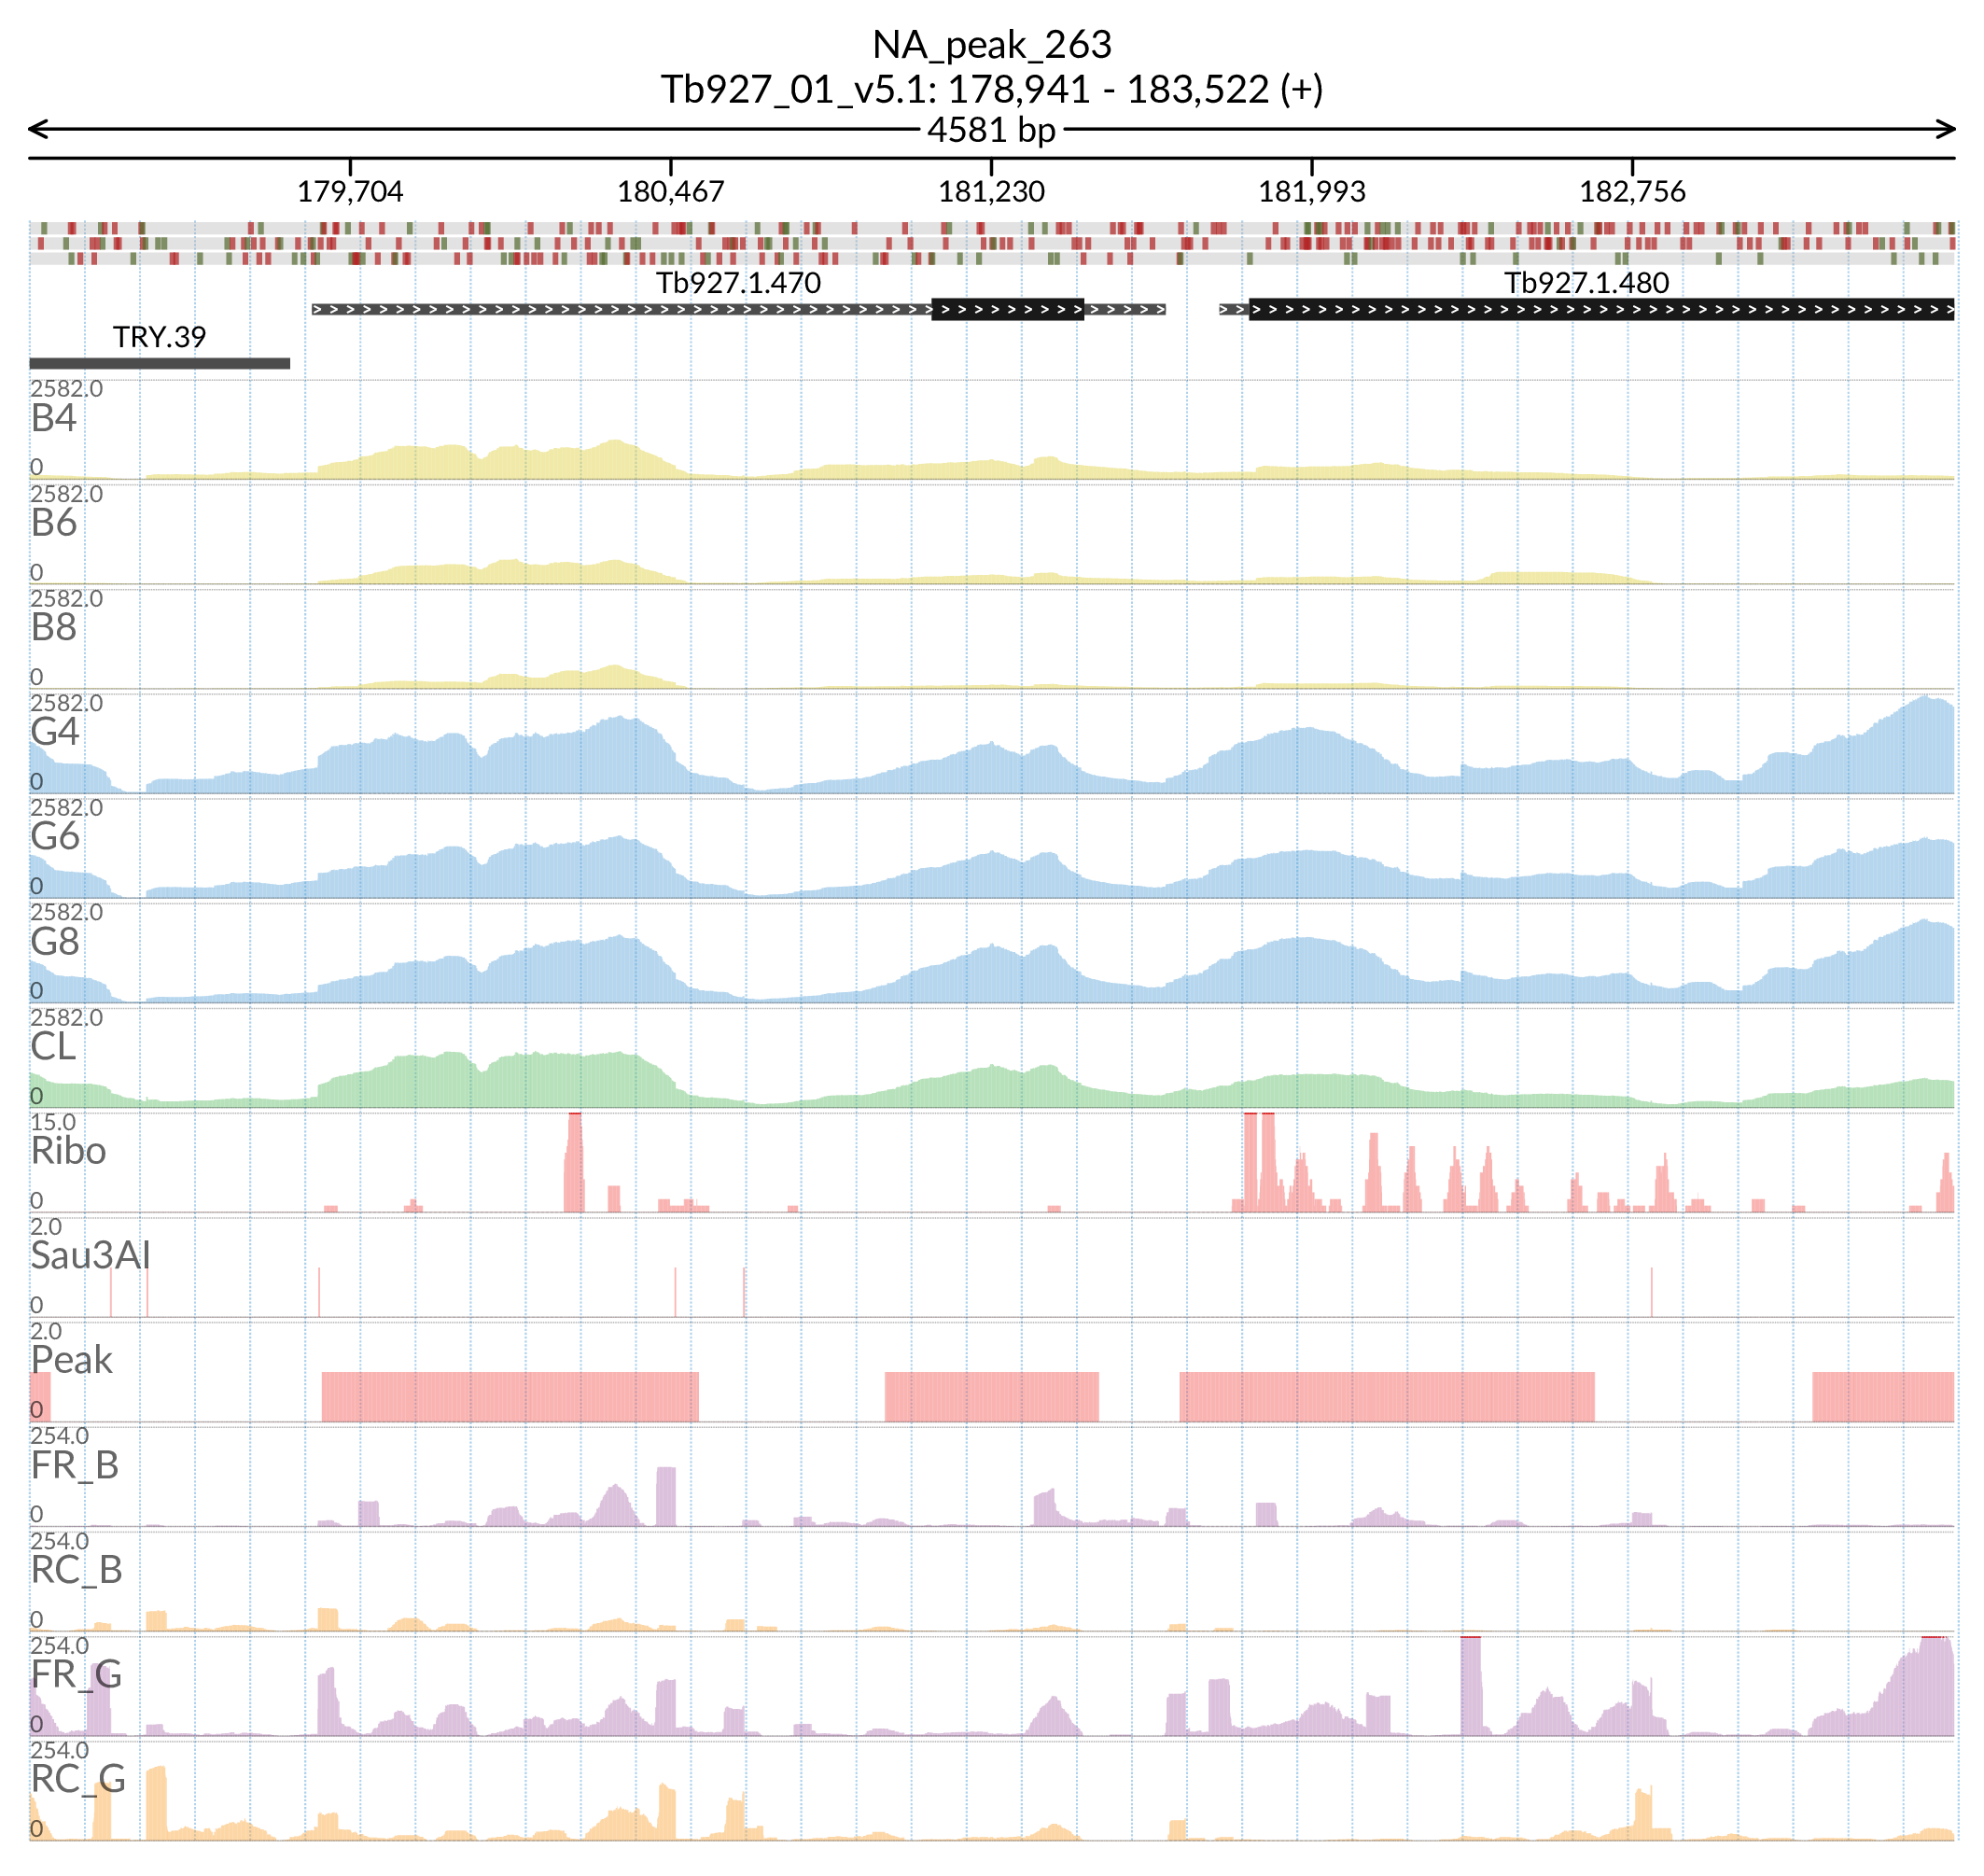 NA_peak_263
Tb927_01_v5.1: 178,941 - 183,522 (+)
4581 bp
179,704 180,467 181,230 181,993 182,756
Tb927.1.470 Tb927.1.480
TRY.39
2582.0
B4
0
2582.0
B6
0
2582.0
B8
0
2582.0
G4
0
2582.0
G6
0
2582.0
G8
0
2582.0
CL
0
15.0
Ribo
0
2.0
Sau3AI
0
2.0
Peak
0
254.0
FR_B
0
254.0
RC_B
0
254.0
FR_G
0
254.0
RC_G
0